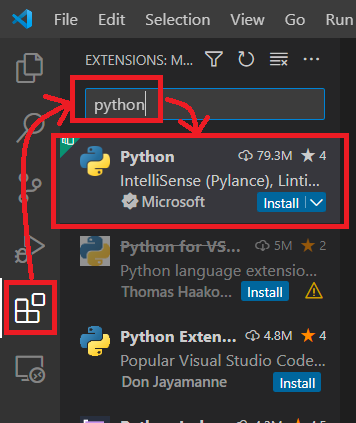 File Edit Selection View Go
EXTENSIONS: M...
python
Python 79.3M 4
IntelliSense (Pylance), Linti...
Microsoft Install
Python for VS... 5M 2
Python language extensio...
Thomas Haako... Install
Python Exten... 4.8M 4
Popular Visual Studio Code...
Don Jayamanne Install